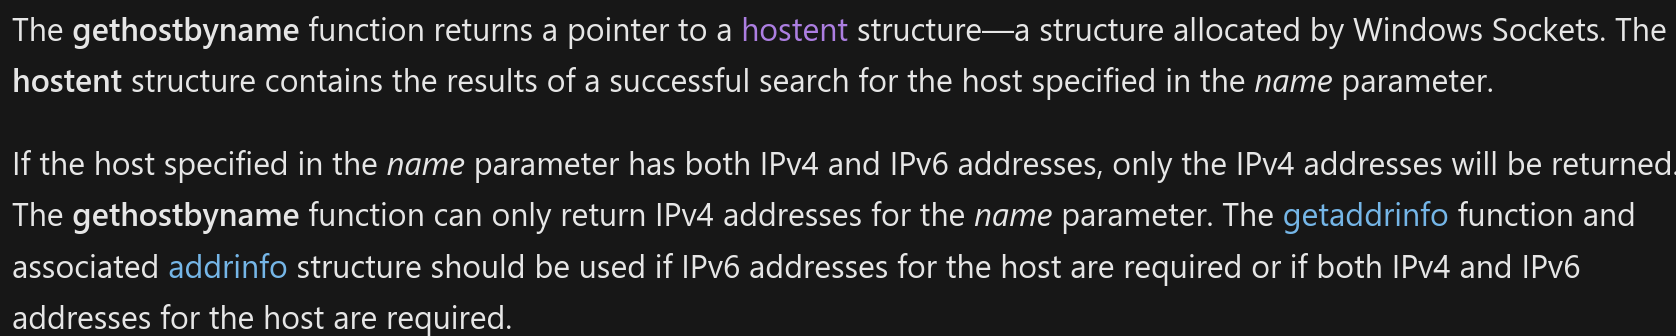 The gethostbyname function returns a pointer to a hostent structure—a structure allocated by Windows Sockets. The
hostent structure contains the results of a successful search for the host specified in the name parameter.
If the host specified in the name parameter has both IPv4 and IPv6 addresses, only the IPv4 addresses will be returned.
The gethostbyname function can only return IPv4 addresses for the name parameter. The getaddrinfo function and
associated addrinfo structure should be used if IPv6 addresses for the host are required or if both IPv4 and IPv6
addresses for the host are required.